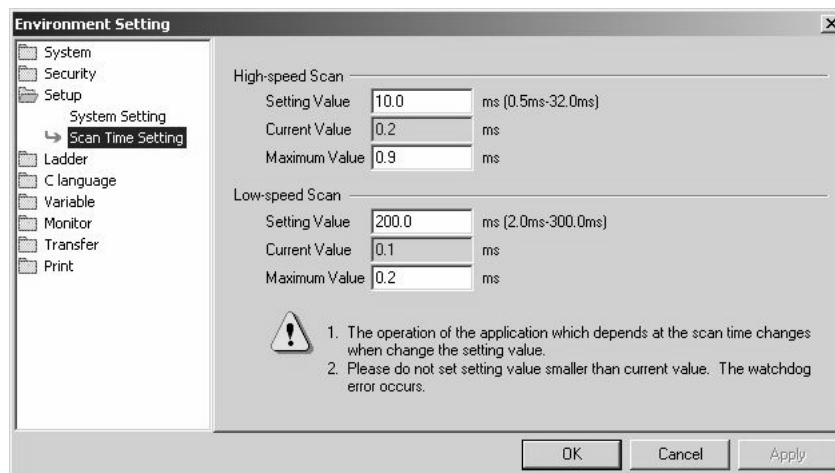 Environment Setting
System
Security
Setup
System Setting
Scan Time Setting
Ladder
C language
Variable
Monitor
Transfer
Print
High-speed Scan
Setting Value 10.0 ms (0.5ms-32.0ms)
Current Value 0.2 ms
Maximum Value 0.9 ms
Low-speed Scan
Setting Value 200.0 ms (2.0ms-300.0ms)
Current Value 0.1 ms
Maximum Value 0.2 ms
1. The operation of the application which depends at the scan time changes
when change the setting value.
2. Please do not set setting value smaller than current value. The watchdog
error occurs.
OK Cancel Apply